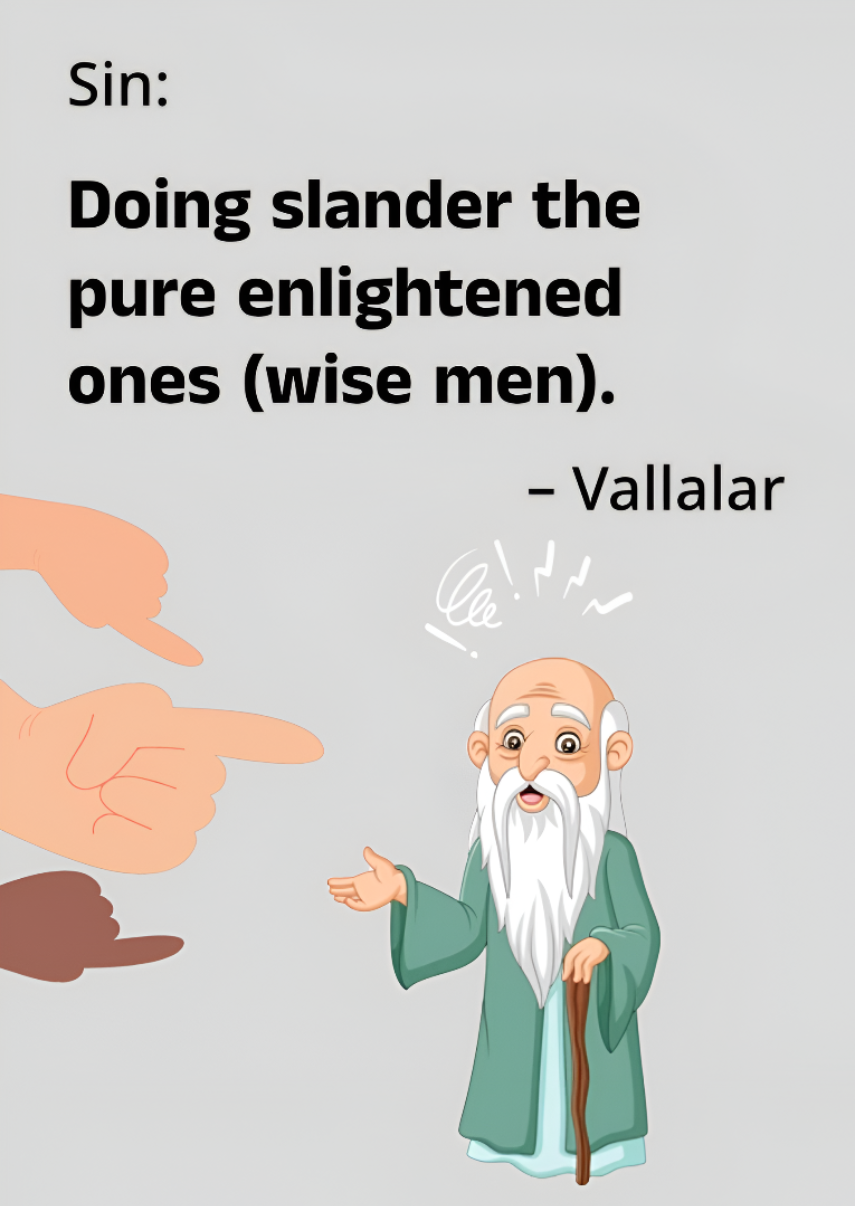 Sin:
Doing slander the
pure enlightened
ones (wise men).
– Vallalar